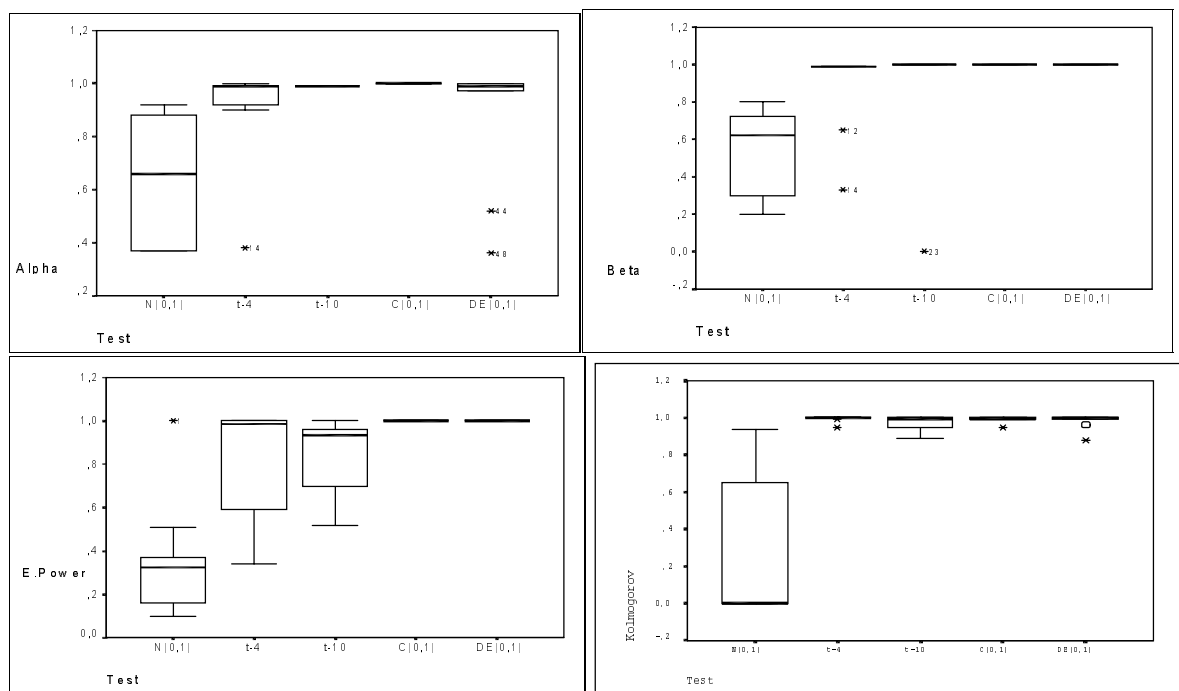 1,2
1,0
,8
,6
,4
,2
Alpha
*14
*44
*48
N|0,1| t-4 t-10 C|0,1| DE|0,1|
Test
1,2
1,0
,8
,6
,4
,2
0,0
-,2
Beta
*12
*14
*23
N|0,1| t-4 t-10 C|0,1| DE|0,1|
Test
1,2
1,0
,8
,6
,4
,2
0,0
E.Power
N|0,1| t-4 t-10 C|0,1| DE|0,1|
Test
1,2
1,0
,8
,6
,4
,2
0,0
-,2
Kolmogorov
N|0,1| t-4 t-10 C|0,1| DE|0,1|
Test